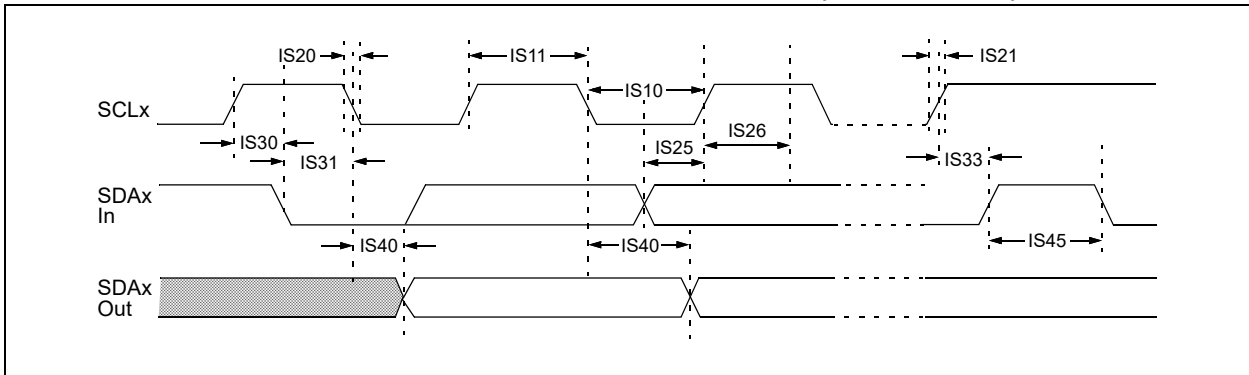 IS20
IS11
IS21
IS10
SCLx
IS26
IS30
IS25
IS31
IS33
SDAx
In
IS40
IS40
IS45
SDAx
Out